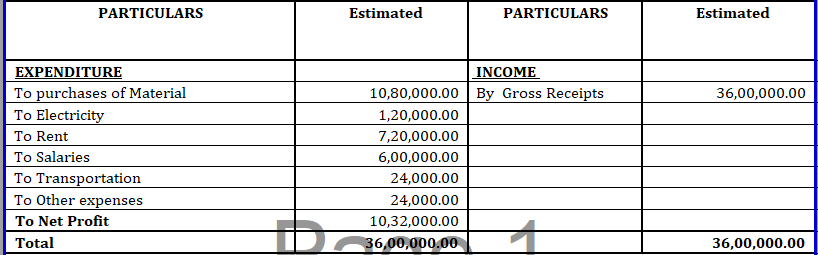 PARTICULARS Estimated PARTICULARS Estimated
EXPENDITURE INCOME
To purchases of Material 10,80,000.00 By Gross Receipts 36,00,000.00
To Electricity 1,20,000.00
To Rent 7,20,000.00
To Salaries 6,00,000.00
To Transportation 24,000.00
To Other expenses 24,000.00
To Net Profit 10,32,000.00
Total 36,00,000.00 36,00,000.00
Page 1